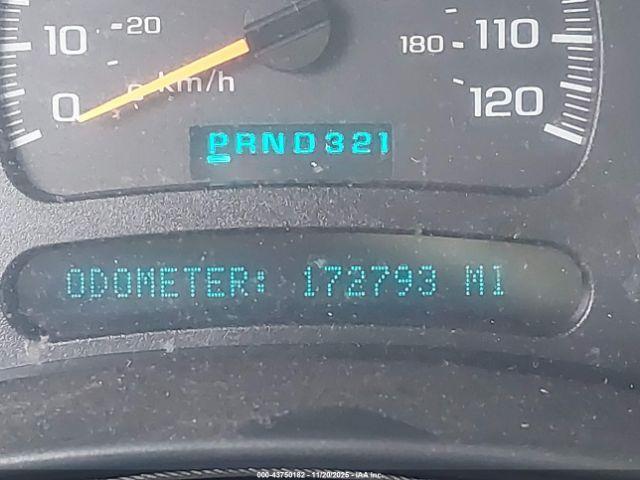 10 20 180 110
0 km/h 120
PRND321
ODOMETER: 172793 MI
000-43750182 - 11/20/2025 - IAA Inc.